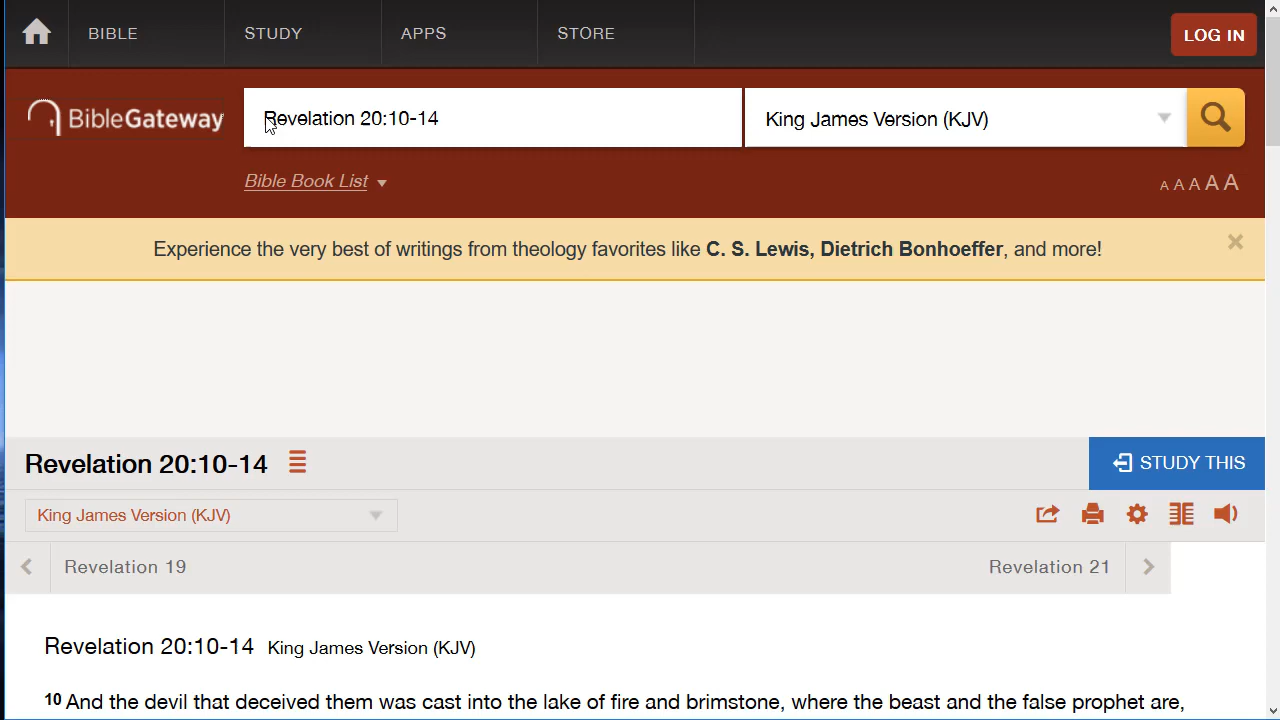 BIBLE STUDY APPS STORE LOG IN
BibleGateway Revelation 20:10-14 King James Version (KJV)
Bible Book List A A A A A
Experience the very best of writings from theology favorites like C. S. Lewis, Dietrich Bonhoeffer, and more!
Revelation 20:10-14 STUDY THIS
King James Version (KJV)
Revelation 19 Revelation 21
Revelation 20:10-14 King James Version (KJV)
10 And the devil that deceived them was cast into the lake of fire and brimstone, where the beast and the false prophet are,